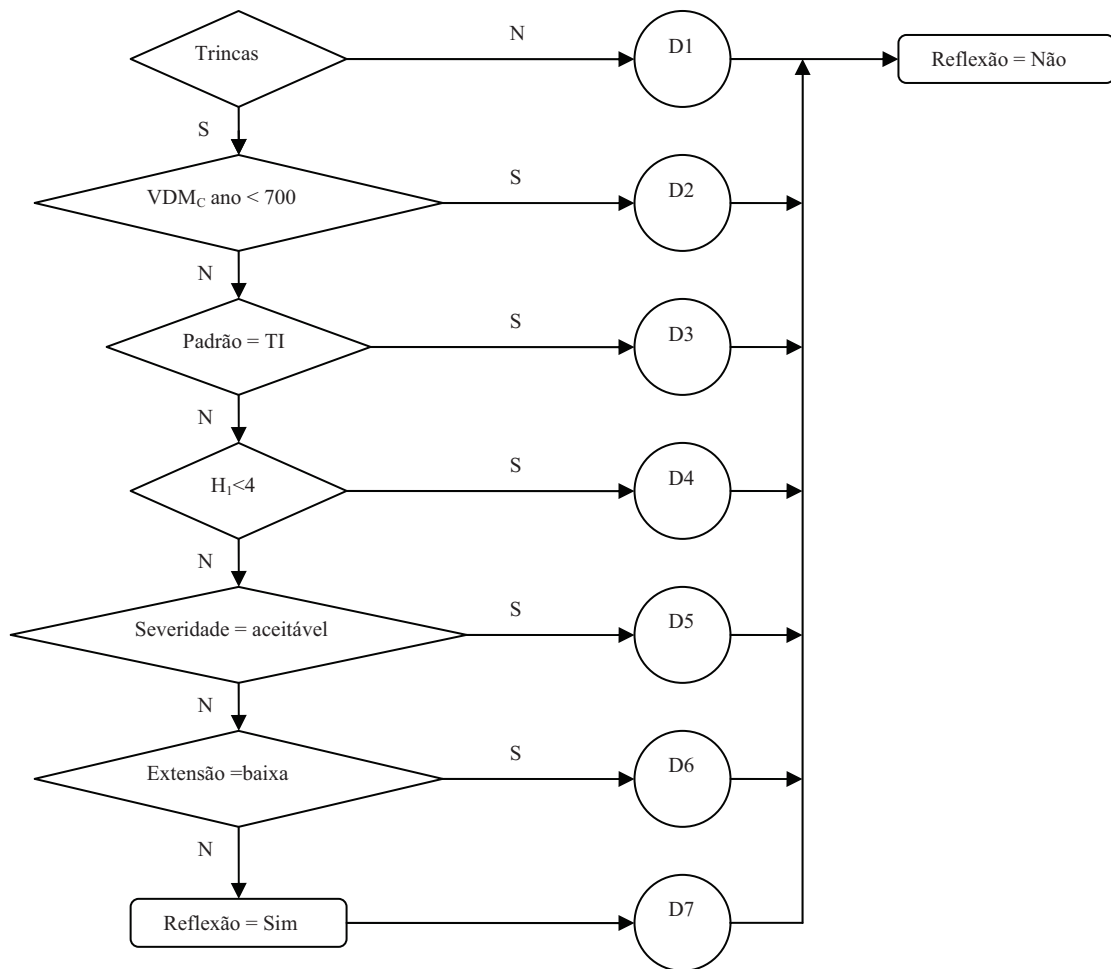 Trincas
N
D1
Reflexão = Não
S
VDM_C ano < 700
S
D2
N
Padrão = TI
S
D3
N
H₁<4
S
D4
N
Severidade = aceitável
S
D5
N
Extensão =baixa
S
D6
N
Reflexão = Sim
D7